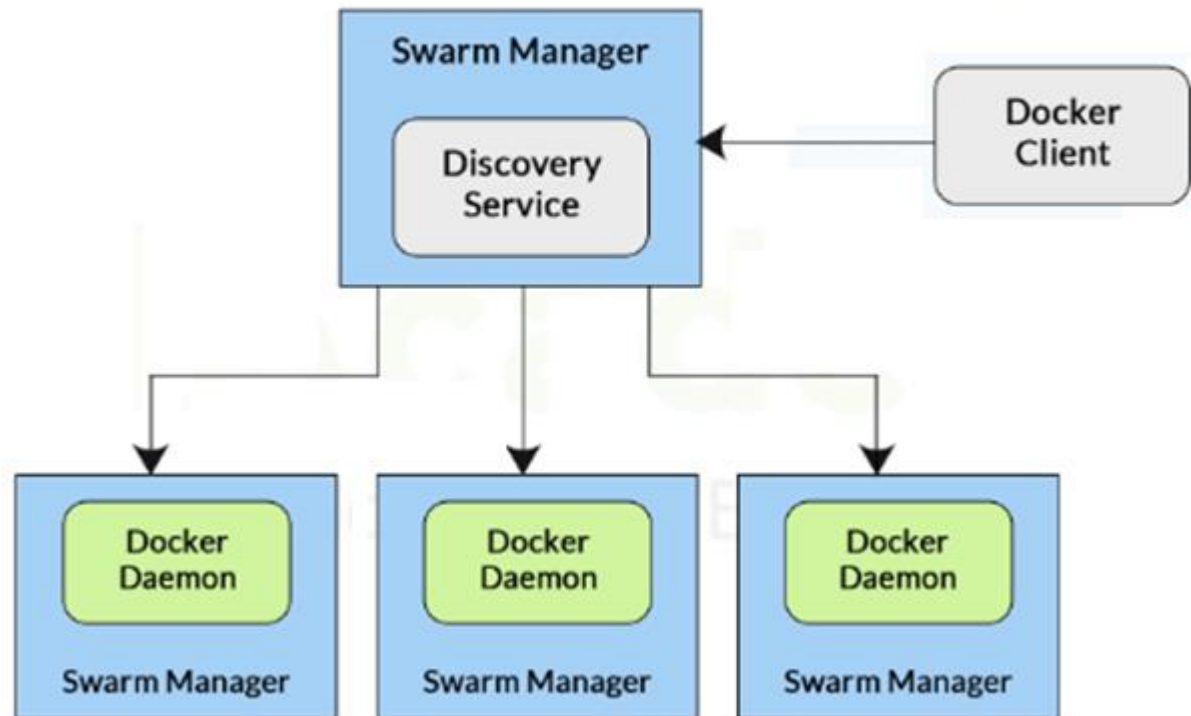 Swarm Manager
Discovery
Service
Docker
Client
Docker
Daemon
Swarm Manager
Docker
Daemon
Swarm Manager
Docker
Daemon
Swarm Manager